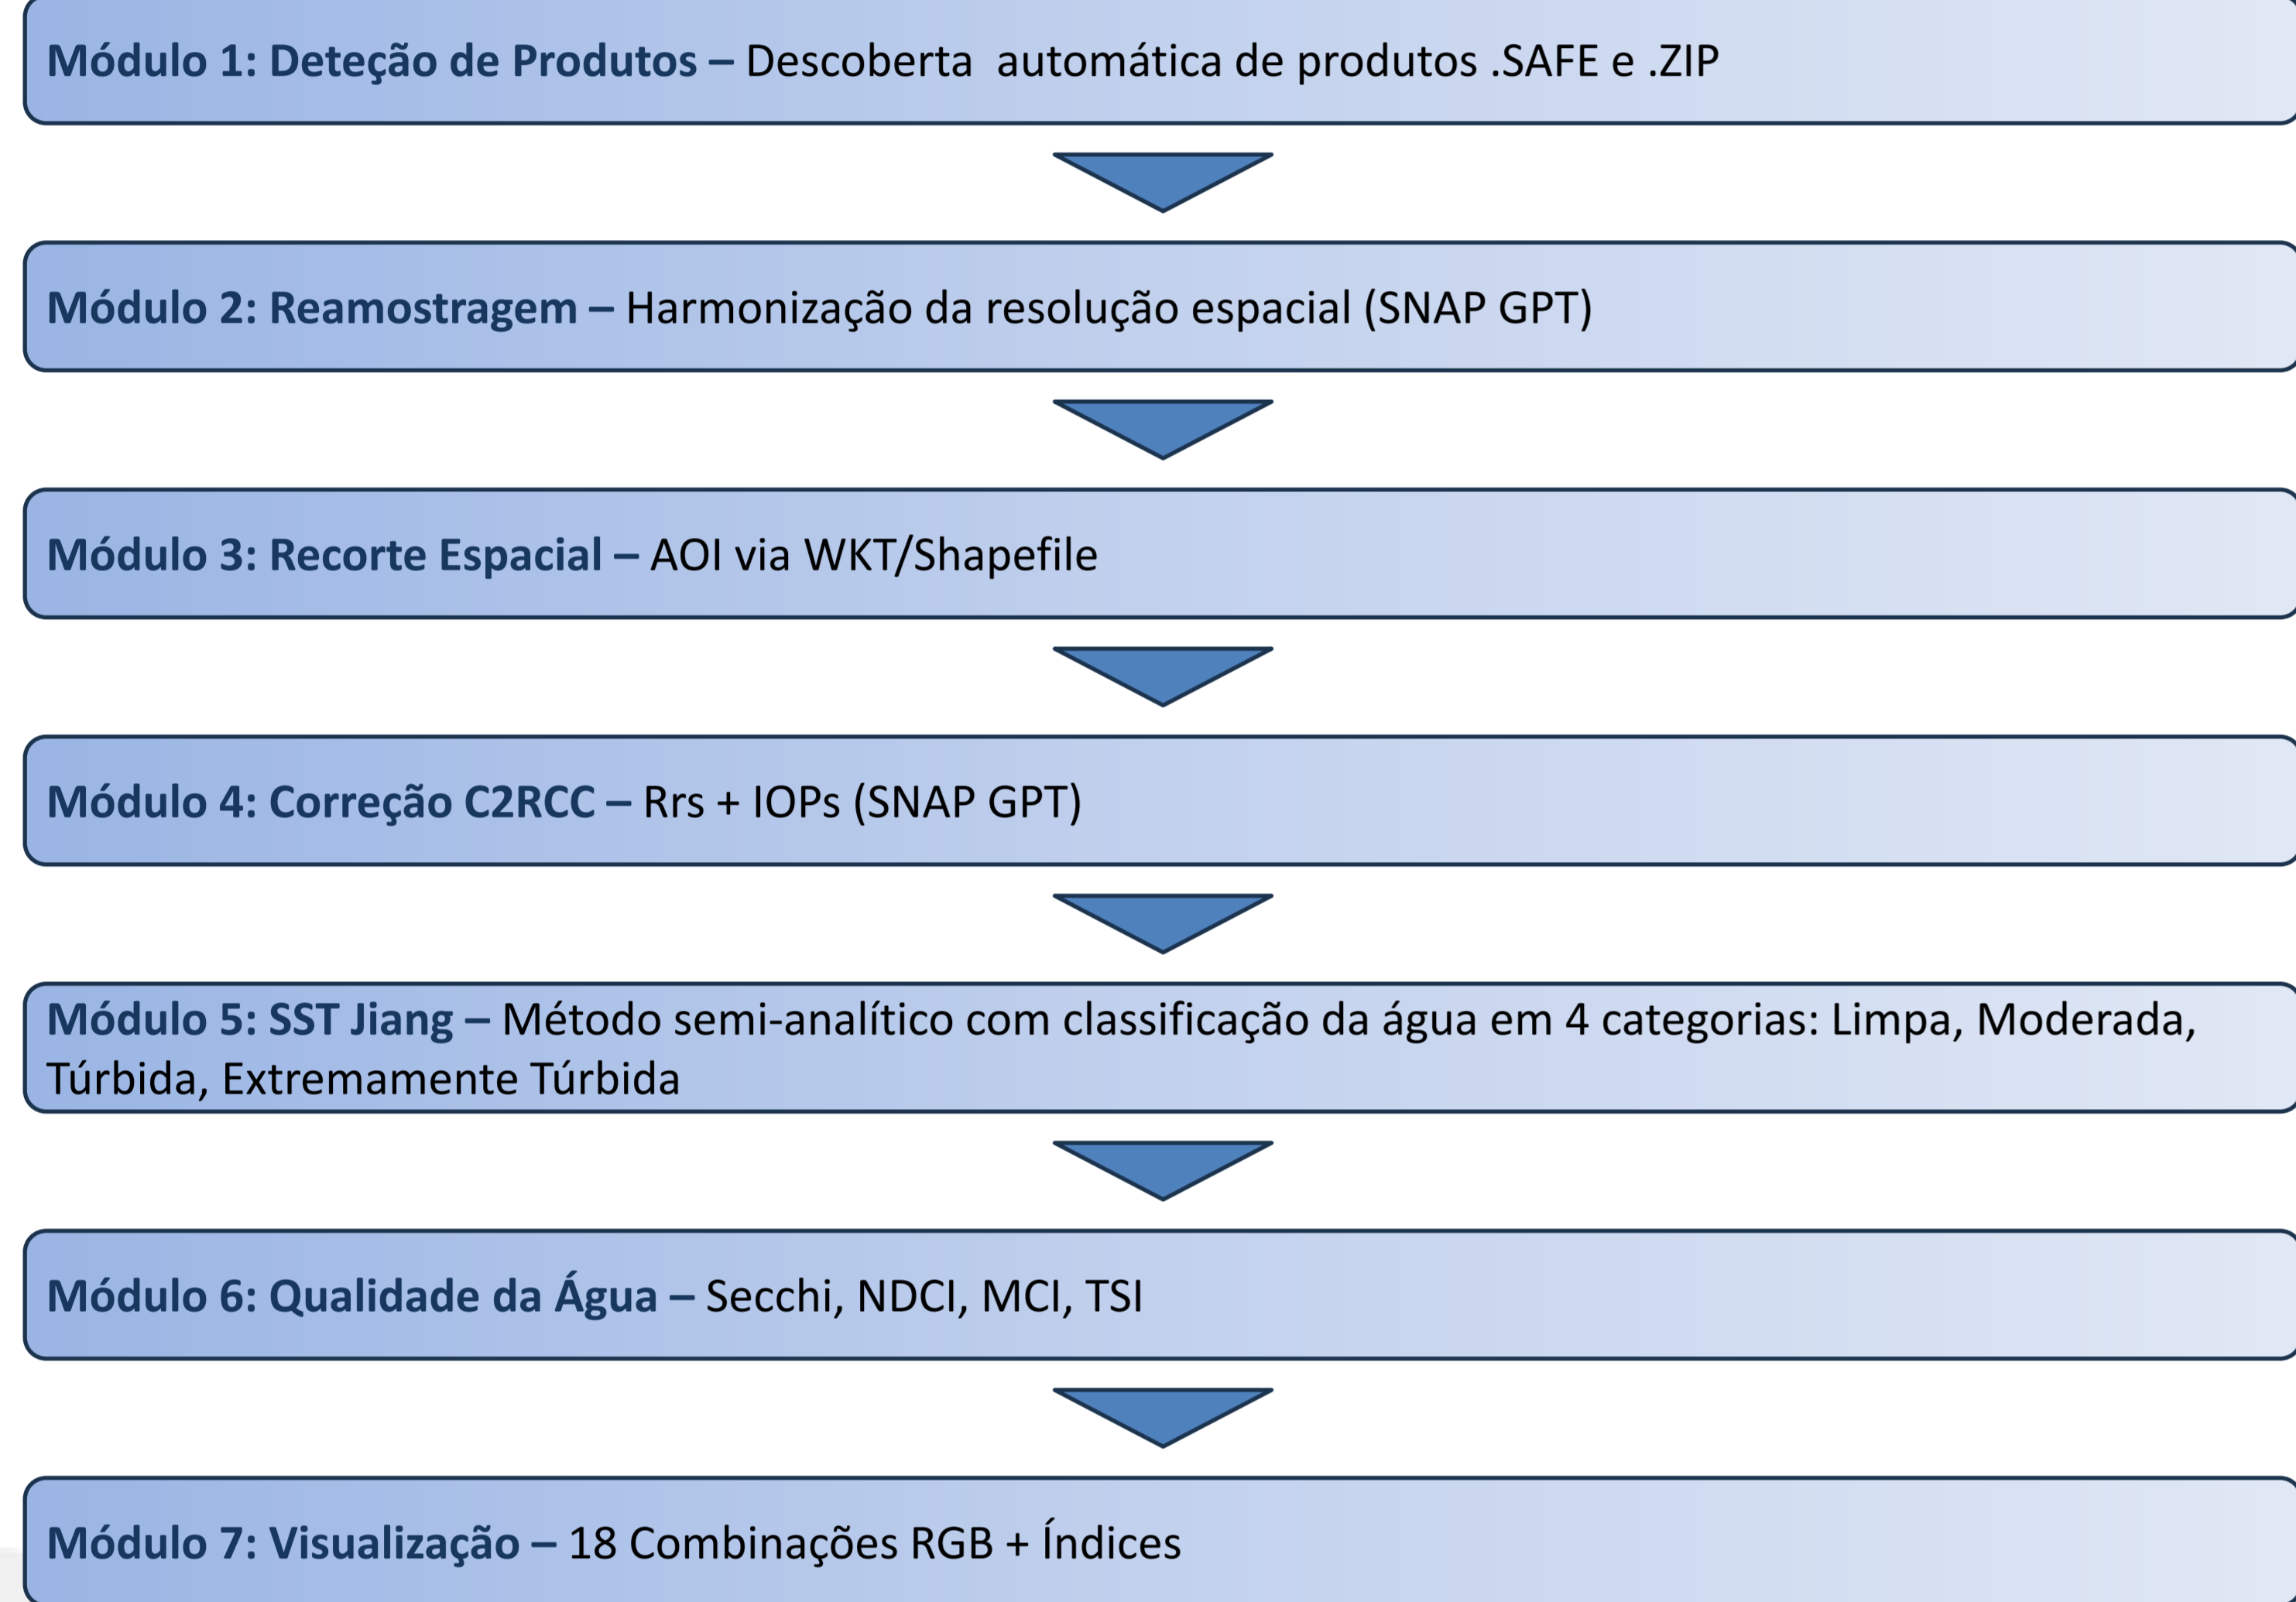 Módulo 1: Deteção de Produtos – Descoberta  automática de produtos .SAFE e .ZIP
Módulo 2: Reamostragem – Harmonização da resolução espacial (SNAP GPT)
Módulo 3: Recorte Espacial – AOI via WKT/Shapefile
Módulo 4: Correção C2RCC – Rrs + IOPs (SNAP GPT)
Módulo 5: SST Jiang – Método semi-analítico com classificação da água em 4 categorias: Limpa, Moderada,
Túrbida, Extremamente Túrbida
Módulo 6: Qualidade da Água – Secchi, NDCI, MCI, TSI
Módulo 7: Visualização – 18 Combinações RGB + Índices